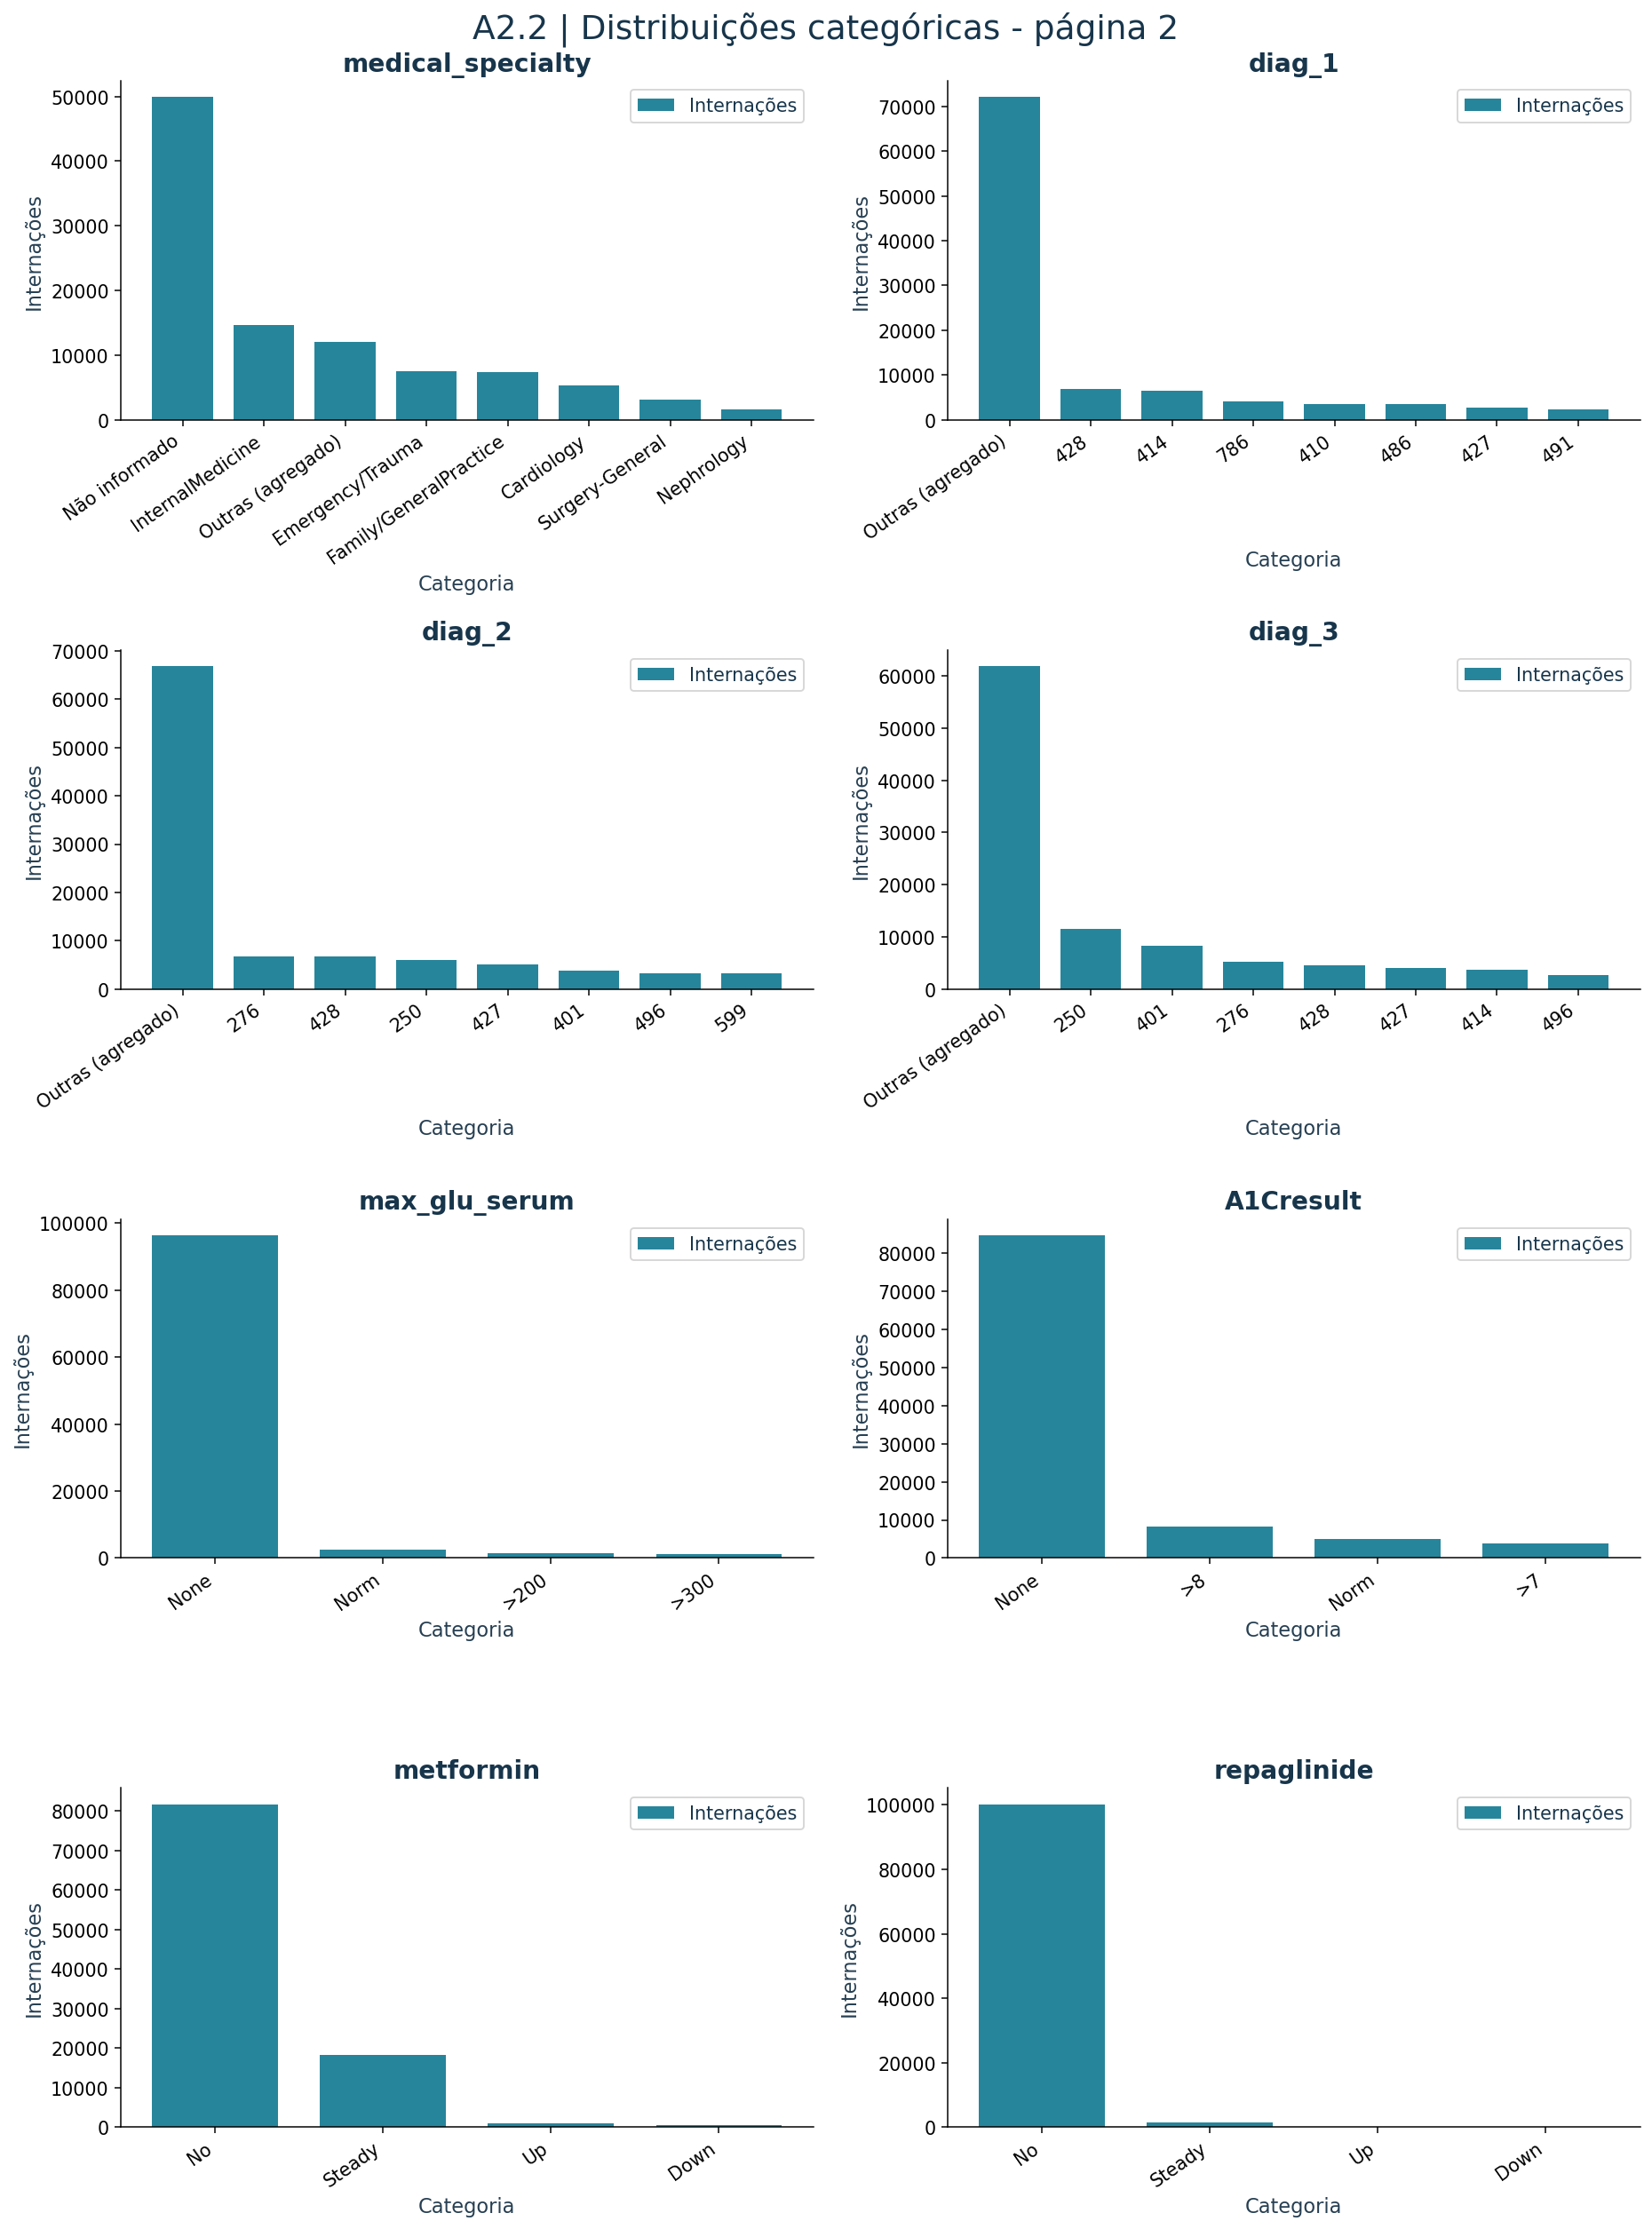 A2.2 | Distribuições categóricas - página 2
medical_specialty
Internações
50000
40000
30000
20000
10000
0
Internações
Não informado
InternalMedicine
Outras (agregado)
Emergency/Trauma
Family/GeneralPractice
Cardiology
Surgery-General
Nephrology
Categoria
diag_1
Internações
70000
60000
50000
40000
30000
20000
10000
0
Internações
Outras (agregado)
428
414
786
410
486
427
491
Categoria
diag_2
Internações
70000
60000
50000
40000
30000
20000
10000
0
Internações
Outras (agregado)
276
428
250
427
401
496
599
Categoria
diag_3
Internações
60000
50000
40000
30000
20000
10000
0
Internações
Outras (agregado)
250
401
276
428
427
414
496
Categoria
max_glu_serum
Internações
100000
80000
60000
40000
20000
0
Internações
None
Norm
>200
>300
Categoria
A1Cresult
Internações
80000
70000
60000
50000
40000
30000
20000
10000
0
Internações
None
>8
Norm
>7
Categoria
metformin
Internações
80000
70000
60000
50000
40000
30000
20000
10000
0
Internações
No
Steady
Up
Down
Categoria
repaglinide
Internações
100000
80000
60000
40000
20000
0
Internações
No
Steady
Up
Down
Categoria